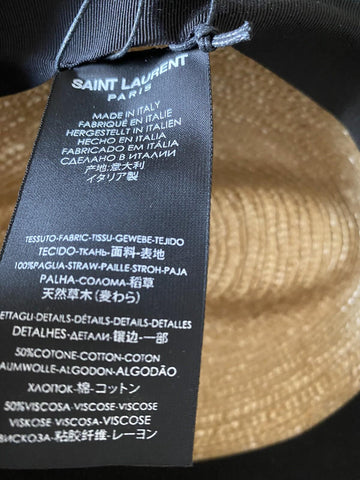 SAINT LAURENT
PARIS
MADE IN ITALY
FABRIQUÉ EN ITALIE
HERGESTELLT IN ITALIEN
HECHO EN ITALIA
FABRICADO EM ITÁLIA
СДЕЛАНО В ИТАЛИИ
产地:意大利
イタリア製
TESSUTO-FABRIC-TISSU-GEWEBE-TEJIDO
TECIDO-ТКАНЬ-面料-表地
100%PAGLIA-STRAW-PAILLE-STROH-PAJA
PALHA-СОЛОМА-稻草
天然草木(麦わら)
ETTAGLI-DETAILS-DÉTAILS-DETAILS-DETALLES
DETALHES-ДЕТАЛИ-镶边-一部
50%COTONE-COTTON-COTON
AUMWOLLE-ALGODON-ALGODÃO
ХЛОПОК-棉-コットン
50%VISCOSA-VISCOSE-VISCOSE
VISKOSE-VISCOSA-VISCOSE
ВИСКОЗА-粘胶纤维-レーヨン